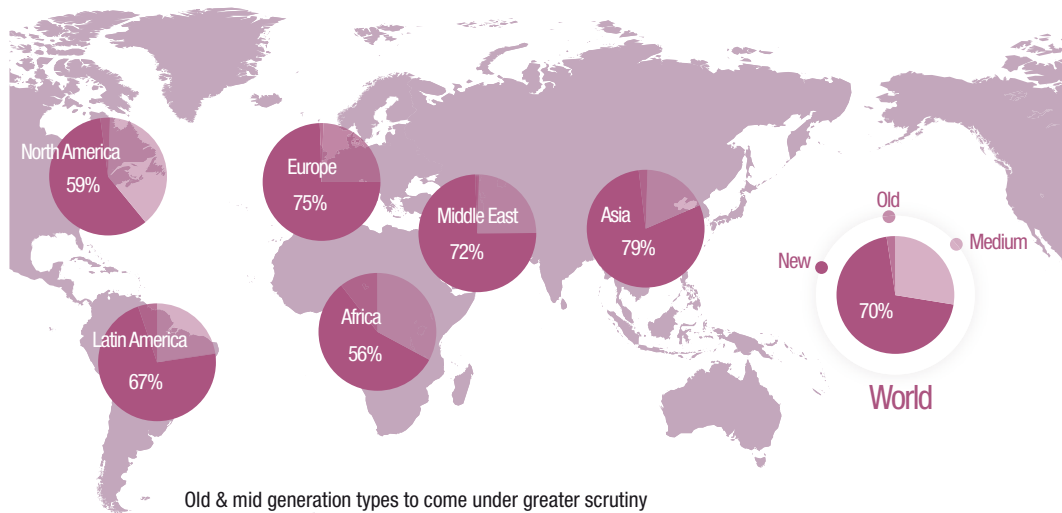 North America
59%
Europe
75%
Middle East
72%
Asia
79%
Latin America
67%
Africa
56%
Old
Medium
New
70%
World
Old & mid generation types to come under greater scrutiny